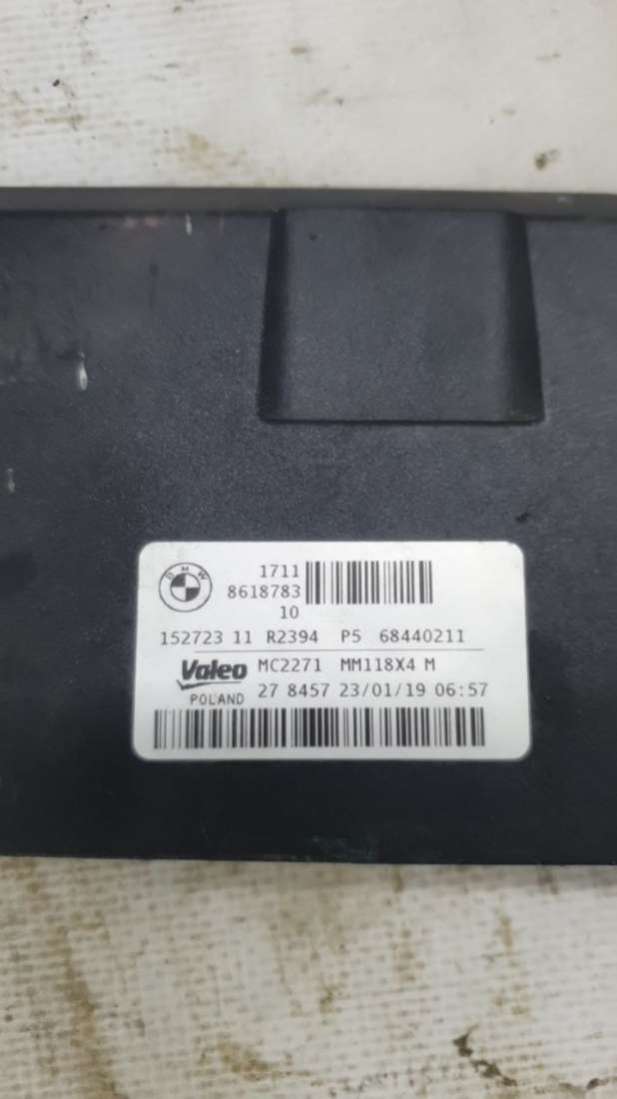 BMW
1711
8618783
10
152723 11 R2394 P5 68440211
Valeo MC2271 MM118X4 M
POLAND 27 8457 23/01/19 06:57